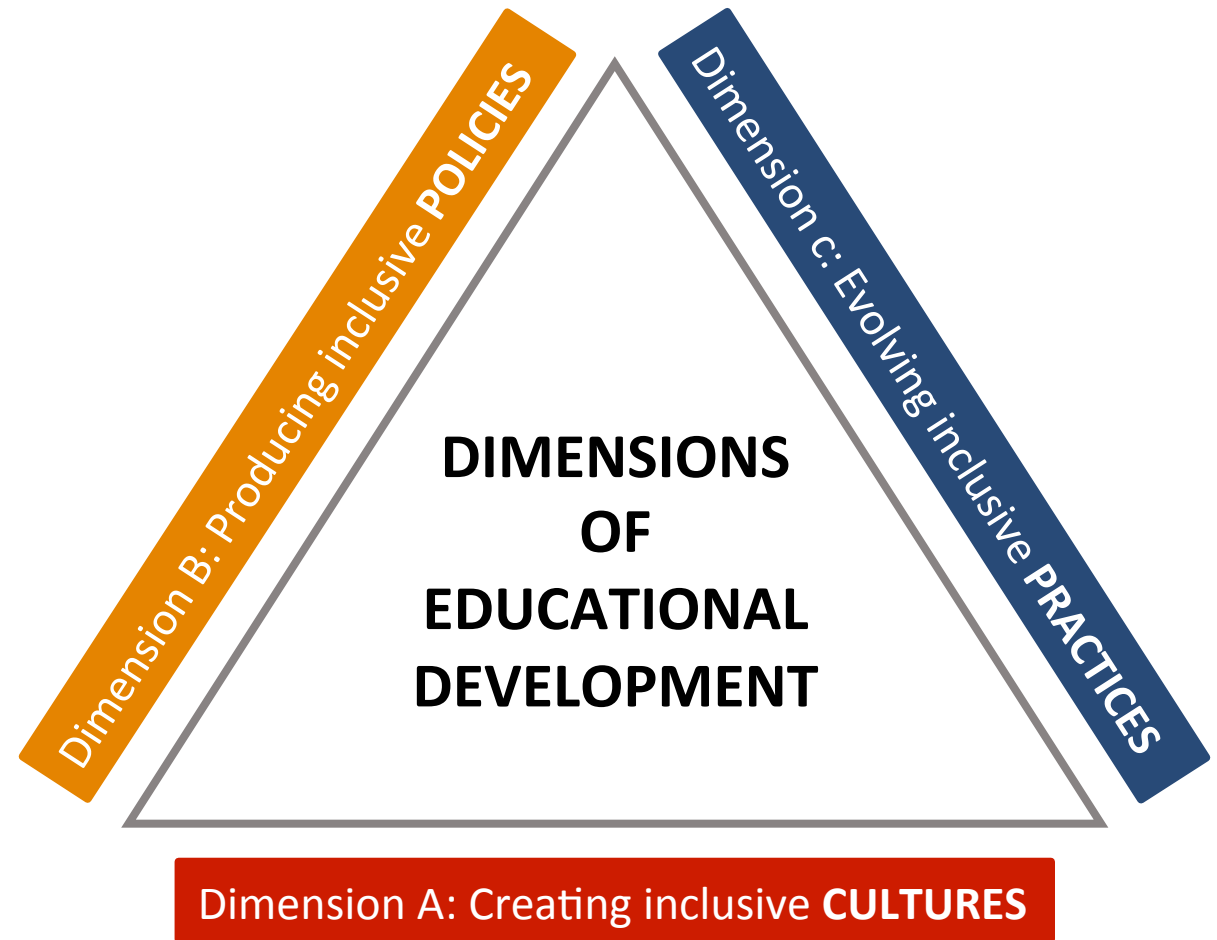 Dimension B: Producing inclusive POLICIES
Dimension c: Evolving inclusive PRACTICES
DIMENSIONS
OF
EDUCATIONAL
DEVELOPMENT
Dimension A: Creating inclusive CULTURES